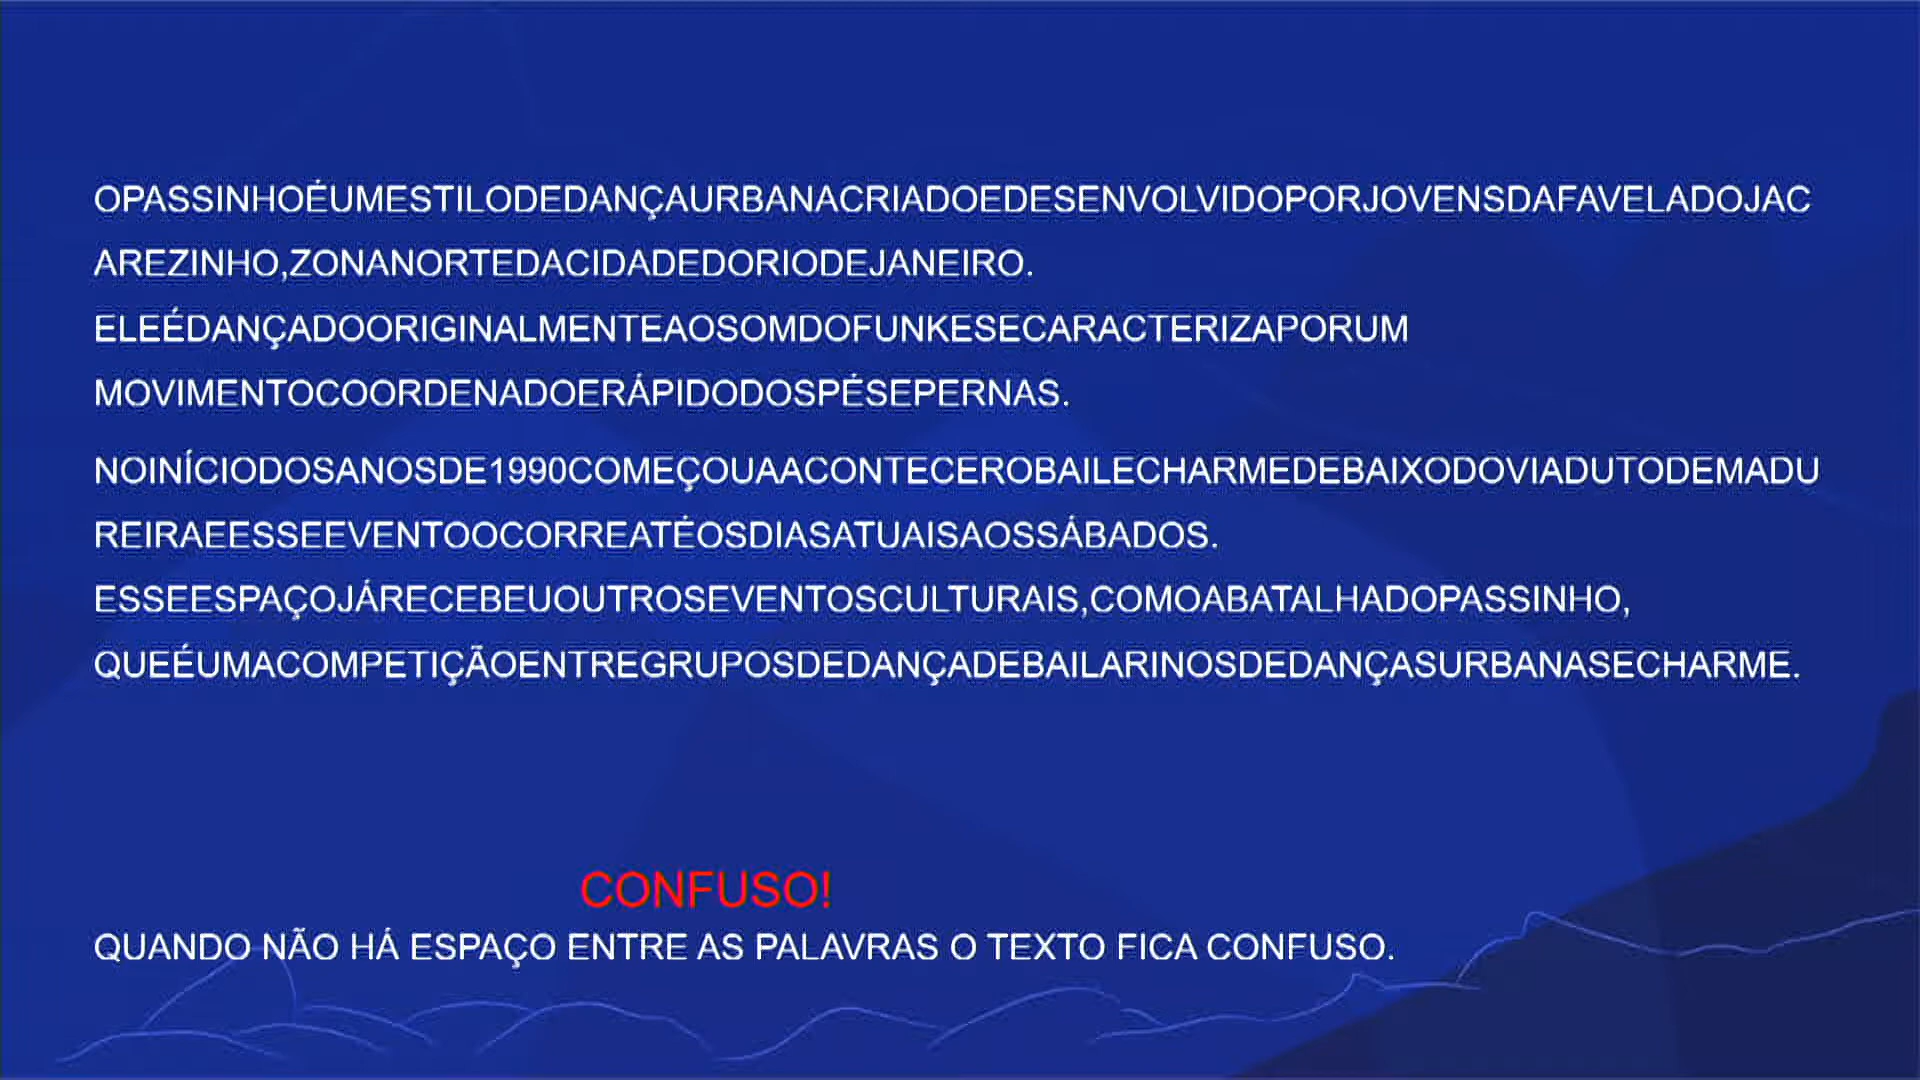 OPASSINHOÉUMESTILODEDANÇAURBANACRIADOEDESENVOLVIDOPORJOVENSDAFAVELADOJAC
AREZINHO,ZONANORTEDACIDADEDORIODEJANEIRO.
ELEÉDANÇADOORIGINALMENTEAOSOMDOFUNKESECARACTERIZAPORUM
MOVIMENTOCOORDENADOERÁPIDODOSPÉSEPERNAS.
NOINÍCIODOSANOSDE1990COMEÇOUAACONTECEROBAILECHARMEDEBAIXODOVIADUTODEMADU
REIRAEESSEEVENTOOCORREATÉOSDIASATUAISAOSSÁBADOS.
ESSEESPAÇOJÁRECEBEUOUTROSEVENTOSCULTURAIS,COMOABATALHADOPASSINHO,
QUEÉUMACOMPETIÇÃOENTREGRUPOSDEDANÇADEBAILARINOSDEDANÇASURBANASECHARME.
CONFUSO!
QUANDO NÃO HÁ ESPAÇO ENTRE AS PALAVRAS O TEXTO FICA CONFUSO.